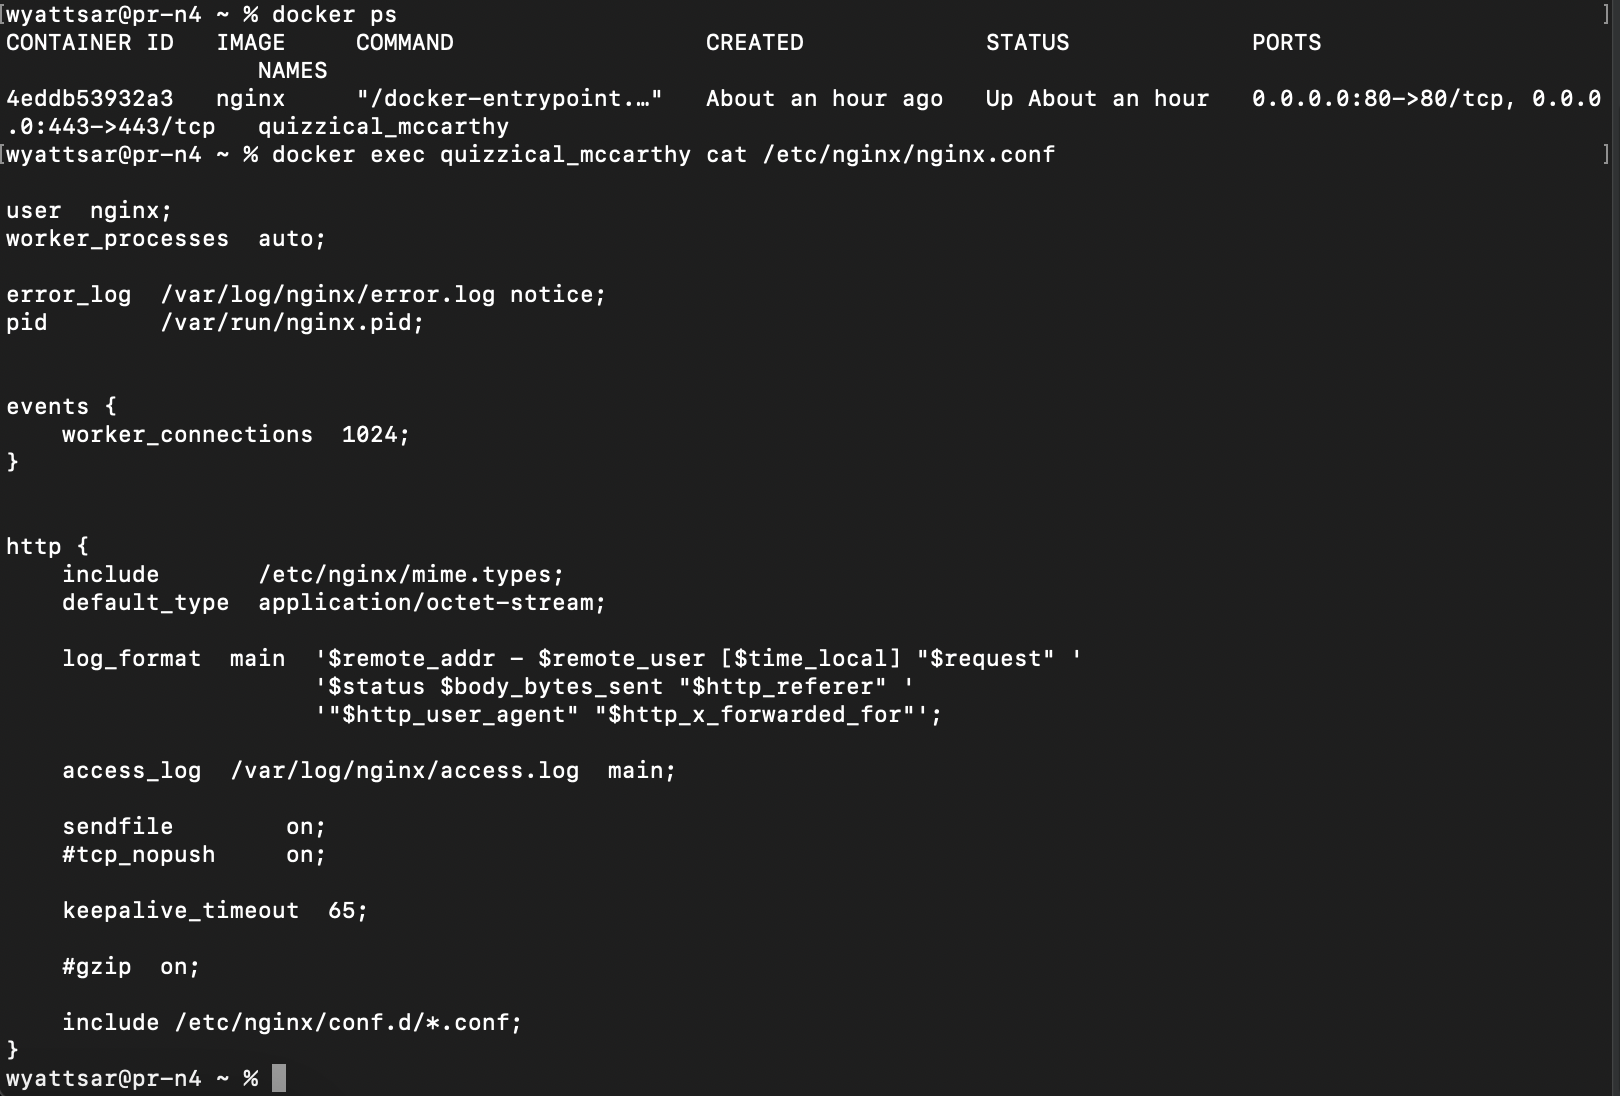 [wyattsar@pr-n4 ~ % docker ps ]
CONTAINER ID   IMAGE     COMMAND                  CREATED             STATUS             PORTS
                  NAMES
4eddb53932a3   nginx     "/docker-entrypoint.…"   About an hour ago   Up About an hour   0.0.0.0:80->80/tcp, 0.0.0
.0:443->443/tcp   quizzical_mccarthy
[wyattsar@pr-n4 ~ % docker exec quizzical_mccarthy cat /etc/nginx/nginx.conf ]

user  nginx;
worker_processes  auto;

error_log  /var/log/nginx/error.log notice;
pid        /var/run/nginx.pid;


events {
    worker_connections  1024;
}


http {
    include       /etc/nginx/mime.types;
    default_type  application/octet-stream;

    log_format  main  '$remote_addr - $remote_user [$time_local] "$request" '
                      '$status $body_bytes_sent "$http_referer" '
                      '"$http_user_agent" "$http_x_forwarded_for"';

    access_log  /var/log/nginx/access.log  main;

    sendfile        on;
    #tcp_nopush     on;

    keepalive_timeout  65;

    #gzip  on;

    include /etc/nginx/conf.d/*.conf;
}
wyattsar@pr-n4 ~ %